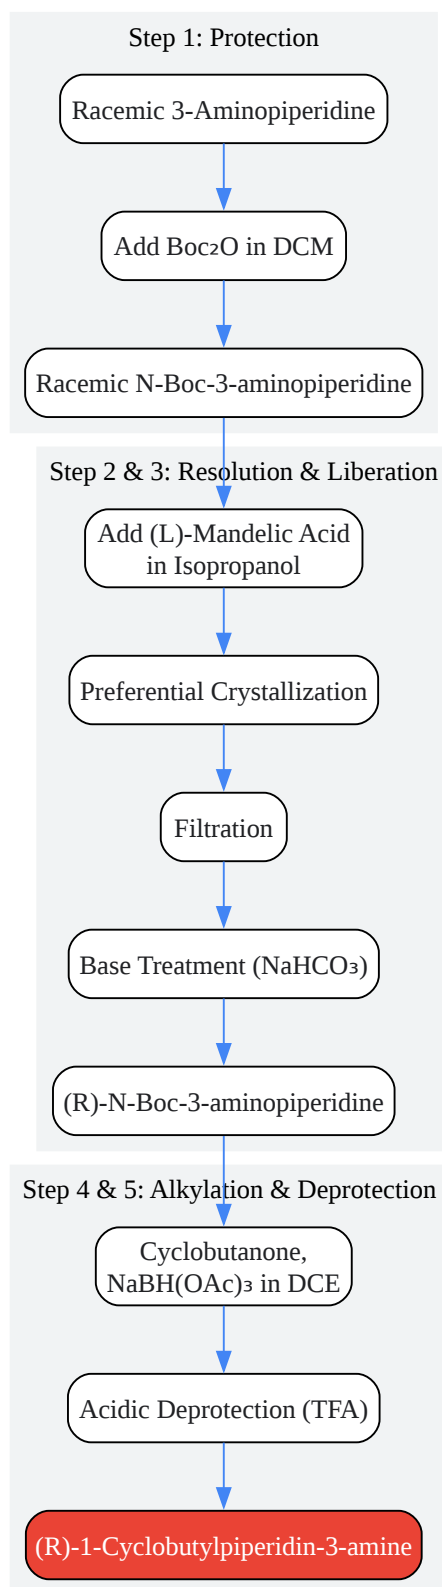 Step 1: Protection
Racemic 3-Aminopiperidine
Add Boc₂O in DCM
Racemic N-Boc-3-aminopiperidine
Step 2 & 3: Resolution & Liberation
Add (L)-Mandelic Acid
in Isopropanol
Preferential Crystallization
Filtration
Base Treatment (NaHCO₃)
(R)-N-Boc-3-aminopiperidine
Step 4 & 5: Alkylation & Deprotection
Cyclobutanone,
NaBH(OAc)₃ in DCE
Acidic Deprotection (TFA)
(R)-1-Cyclobutylpiperidin-3-amine